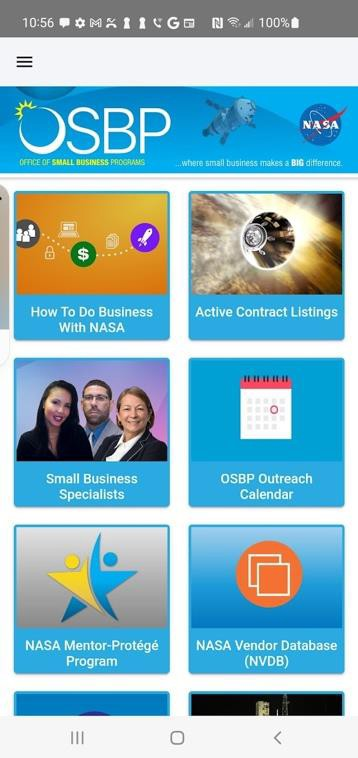 10:56
100%
OSBP
NASA
OFFICE OF SMALL BUSINESS PROGRAMS
...where small business makes a BIG difference.
$
How To Do Business
With NASA
Active Contract Listings
Small Business
Specialists
OSBP Outreach
Calendar
NASA Mentor-Protégé
Program
NASA Vendor Database
(NVDB)